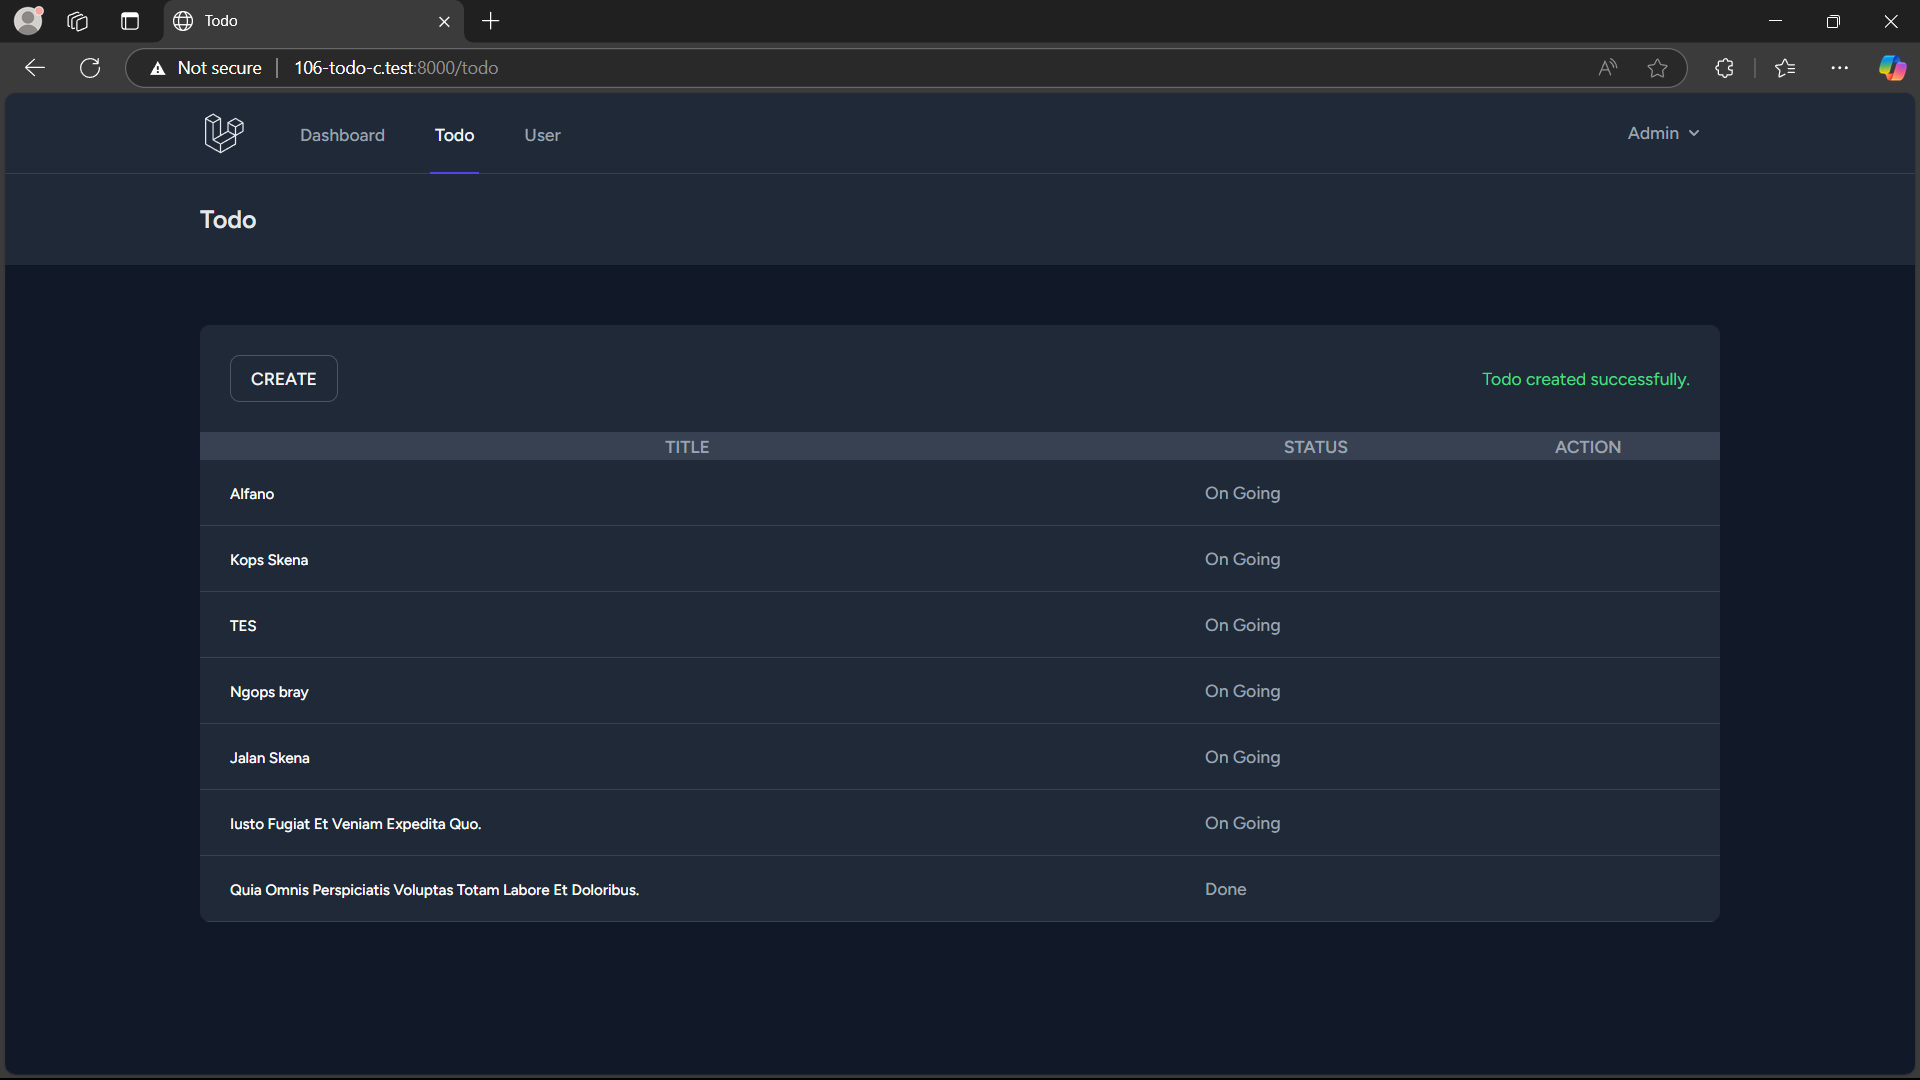 Todo
Not secure
106-todo-c.test:8000/todo
Dashboard Todo User Admin
Todo
CREATE
Todo created successfully.
TITLE STATUS ACTION
Alfano On Going
Kops Skena On Going
TES On Going
Ngops bray On Going
Jalan Skena On Going
Iusto Fugiat Et Veniam Expedita Quo. On Going
Quia Omnis Perspiciatis Voluptas Totam Labore Et Doloribus. Done